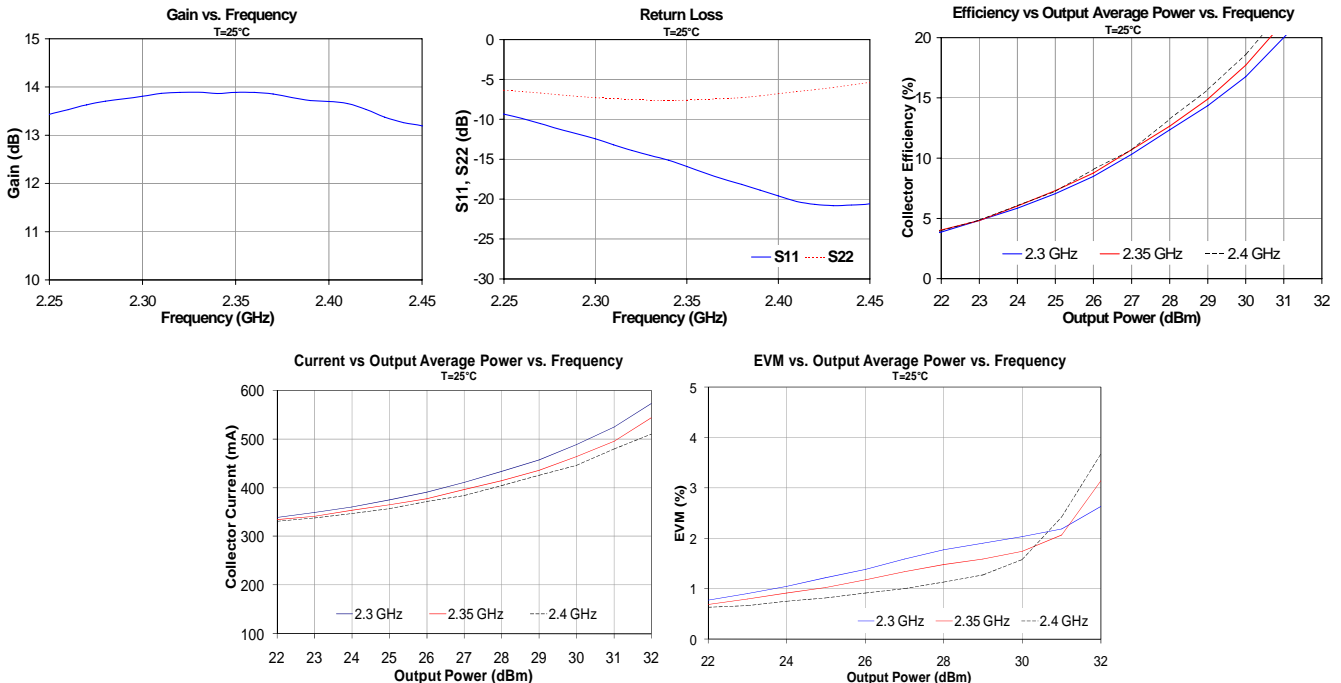 Gain vs. Frequency
T=25°C
15
14
13
12
11
10
Gain (dB)
2.25
2.30
2.35
2.40
2.45
Frequency (GHz)
Return Loss
T=25°C
0
-5
-10
-15
-20
-25
-30
S11, S22 (dB)
S11
S22
2.25
2.30
2.35
2.40
2.45
Frequency (GHz)
Efficiency vs Output Average Power vs. Frequency
T=25°C
20
15
10
5
0
Collector Efficiency (%)
2.3 GHz
2.35 GHz
2.4 GHz
22
23
24
25
26
27
28
29
30
31
32
Output Power (dBm)
Current vs Output Average Power vs. Frequency
T=25°C
600
500
400
300
200
100
Collector Current (mA)
2.3 GHz
2.35 GHz
2.4 GHz
22
23
24
25
26
27
28
29
30
31
32
Output Power (dBm)
EVM vs. Output Average Power vs. Frequency
T=25°C
5
4
3
2
1
0
EVM (%)
2.3 GHz
2.35 GHz
2.4 GHz
22
24
26
28
30
32
Output Power (dBm)